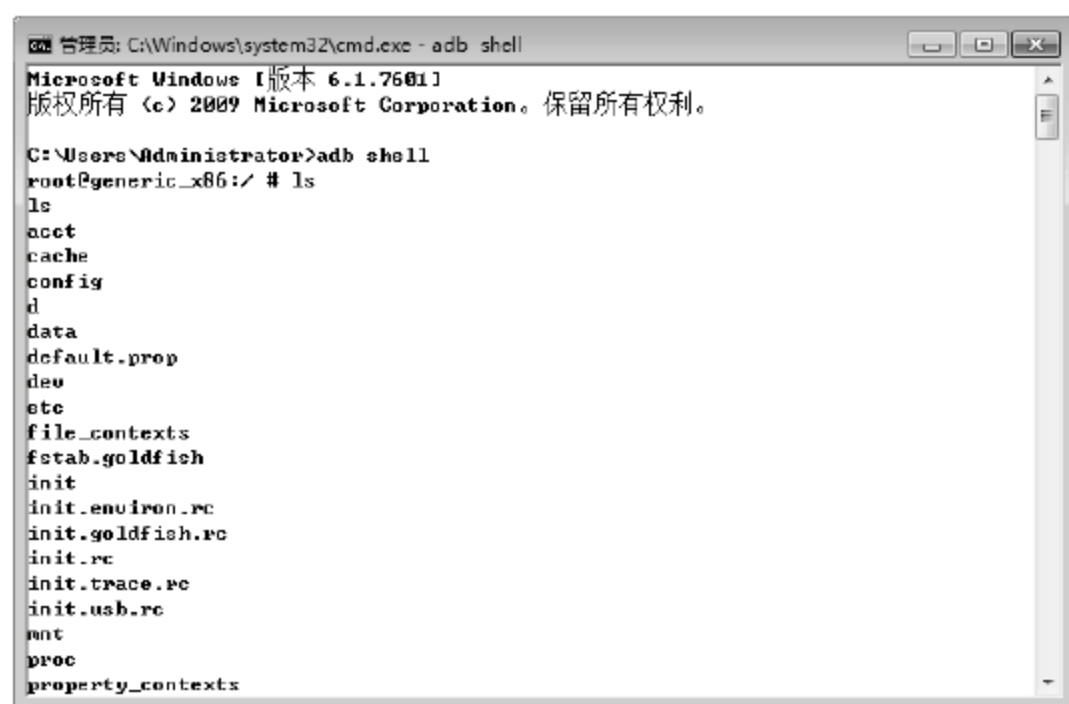 管理员: C:\Windows\system32\cmd.exe - adb shell
Microsoft Windows [版本 6.1.7601]
版权所有 (c) 2009 Microsoft Corporation。保留所有权利。
C:\Users\Administrator>adb shell
root@generic_x86:/ # ls
ls
acct
cache
config
d
data
default.prop
dev
etc
file_contexts
fstab.goldfish
init
init.environ.rc
init.goldfish.rc
init.rc
init.trace.rc
init.usb.rc
mnt
proc
property_contexts